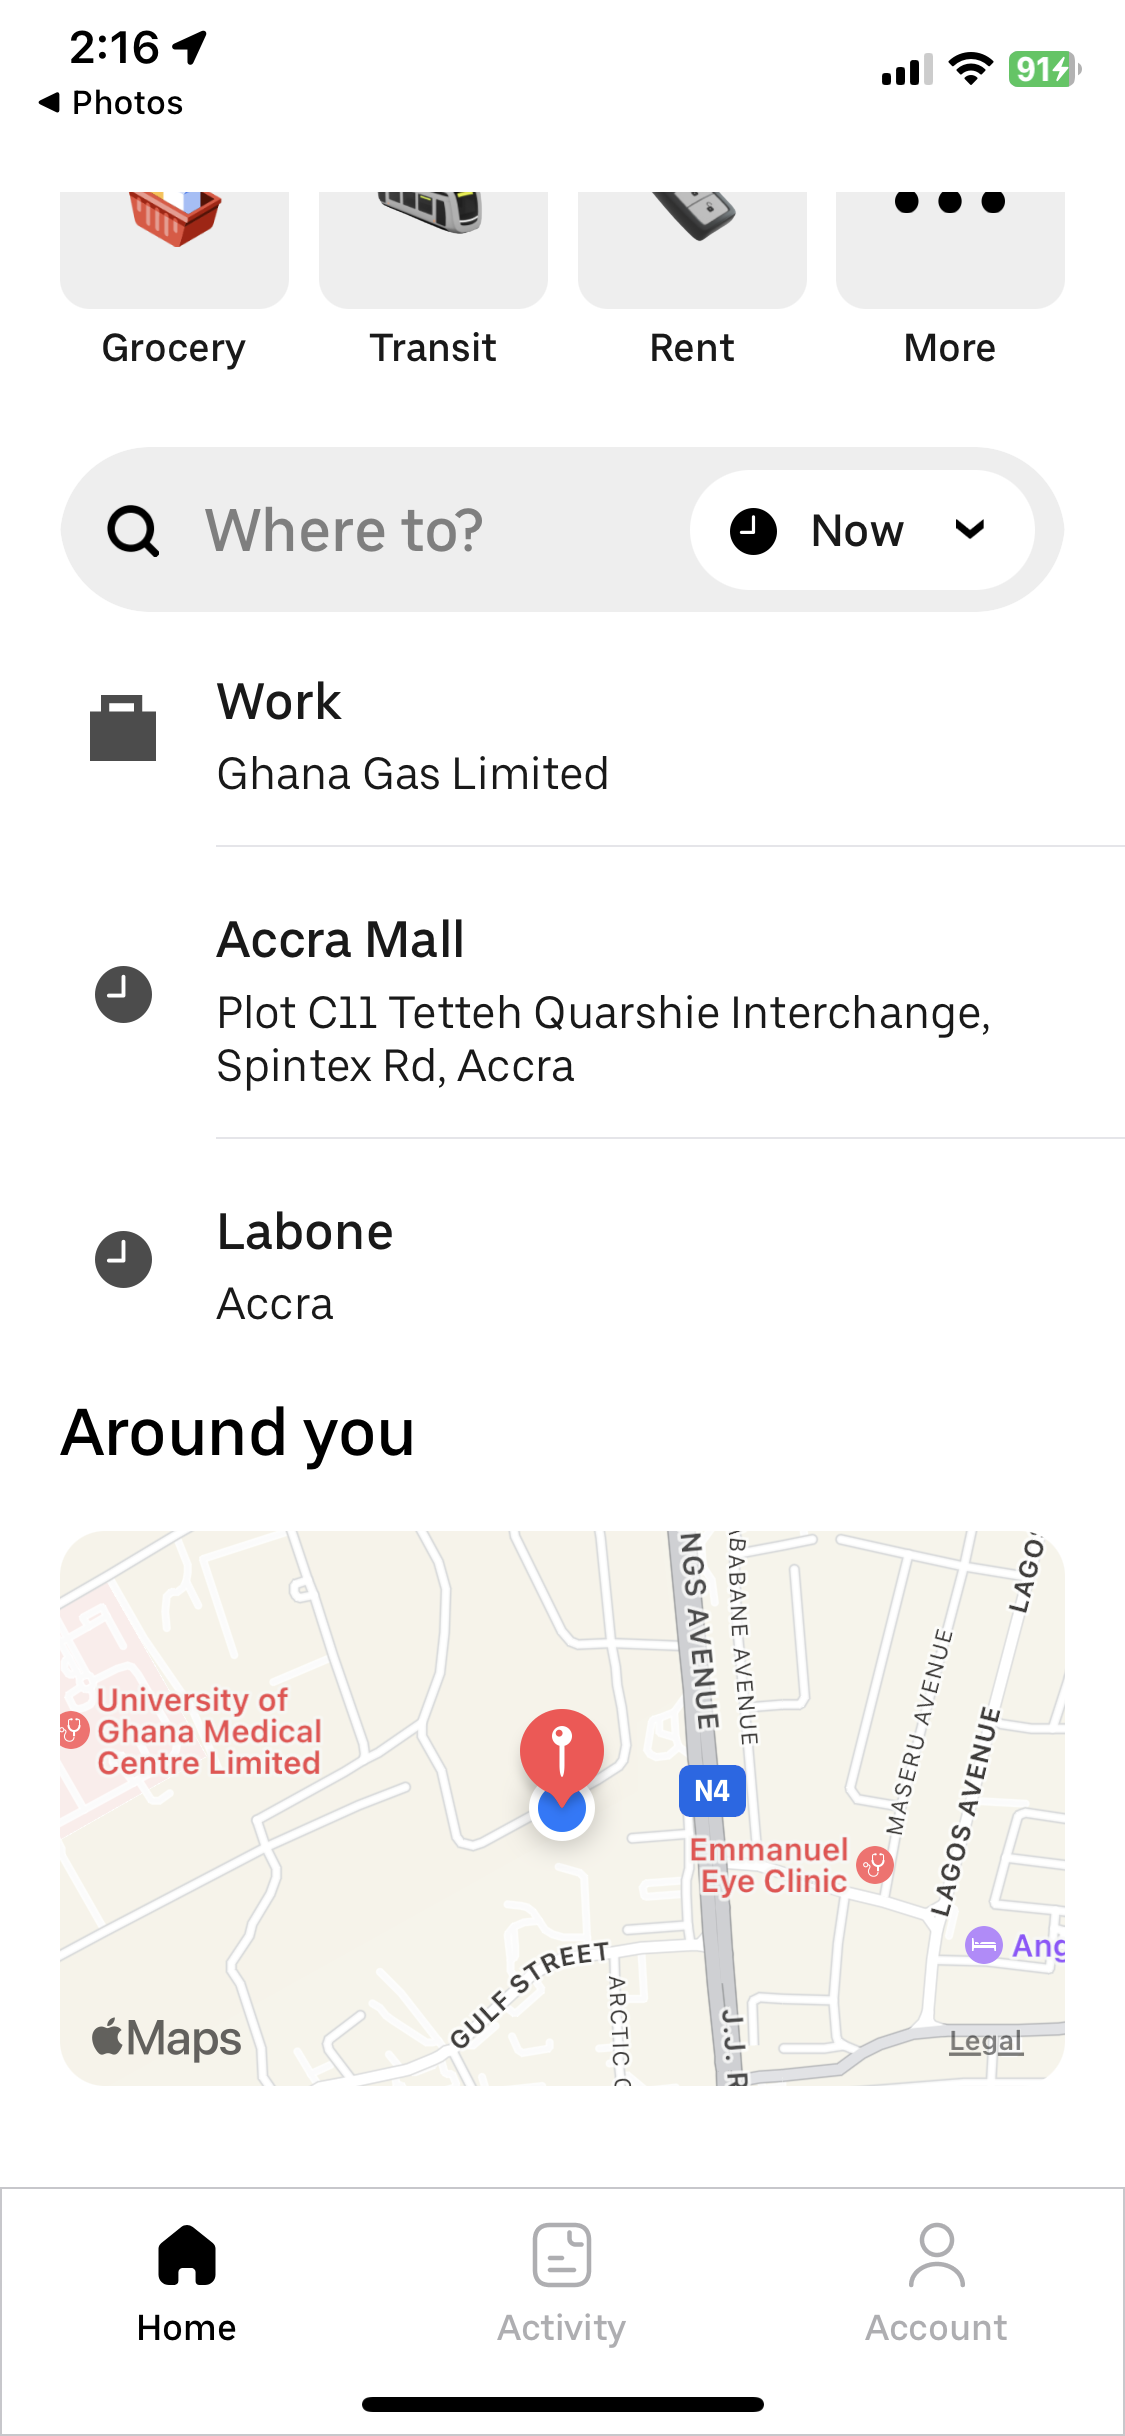 2:16
Photos
91
Grocery Transit Rent More
Where to? Now
Work
Ghana Gas Limited
Accra Mall
Plot C11 Tetteh Quarshie Interchange,
Spintex Rd, Accra
Labone
Accra
Around you
NGS AVENUE
BABANE AVENUE
LAGOS
MASERU AVENUE
LAGOS AVENUE
University of
Ghana Medical
Centre Limited
N4
Emmanuel
Eye Clinic
Ang
GULF STREET
ARCTIC
J.J. R
Maps
Legal
Home Activity Account